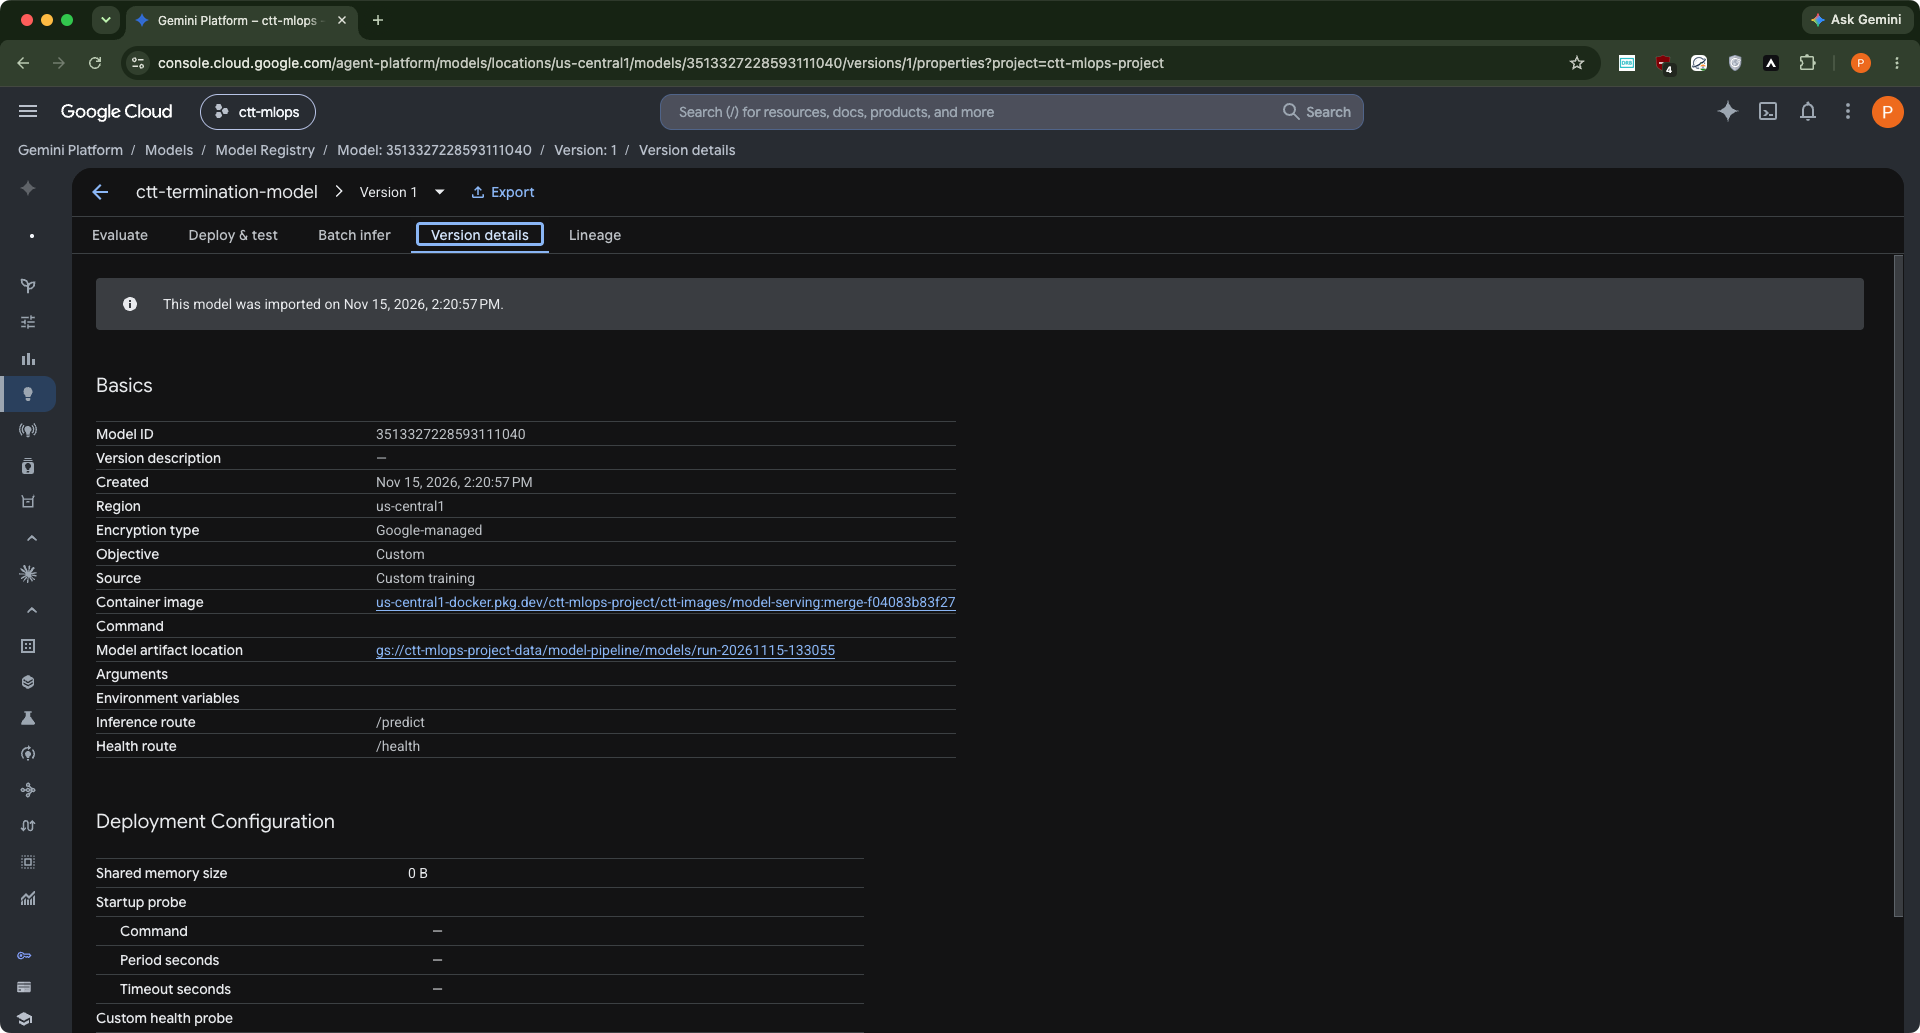 Gemini Platform – ctt-mlops
Ask Gemini
console.cloud.google.com/agent-platform/models/locations/us-central1/models/3513327228593111040/versions/1/properties?project=ctt-mlops-project
4
P
Google Cloud
ctt-mlops
Search (/) for resources, docs, products, and more
Search
P
Gemini Platform / Models / Model Registry / Model: 3513327228593111040 / Version: 1 / Version details
ctt-termination-model
Version 1
Export
Evaluate
Deploy & test
Batch infer
Version details
Lineage
This model was imported on Nov 15, 2026, 2:20:57 PM.
Basics
Model ID 3513327228593111040
Version description —
Created Nov 15, 2026, 2:20:57 PM
Region us-central1
Encryption type Google-managed
Objective Custom
Source Custom training
Container image us-central1-docker.pkg.dev/ctt-mlops-project/ctt-images/model-serving:merge-f04083b83f27
Command
Model artifact location gs://ctt-mlops-project-data/model-pipeline/models/run-20261115-133055
Arguments
Environment variables
Inference route /predict
Health route /health
Deployment Configuration
Shared memory size 0 B
Startup probe
Command —
Period seconds —
Timeout seconds —
Custom health probe